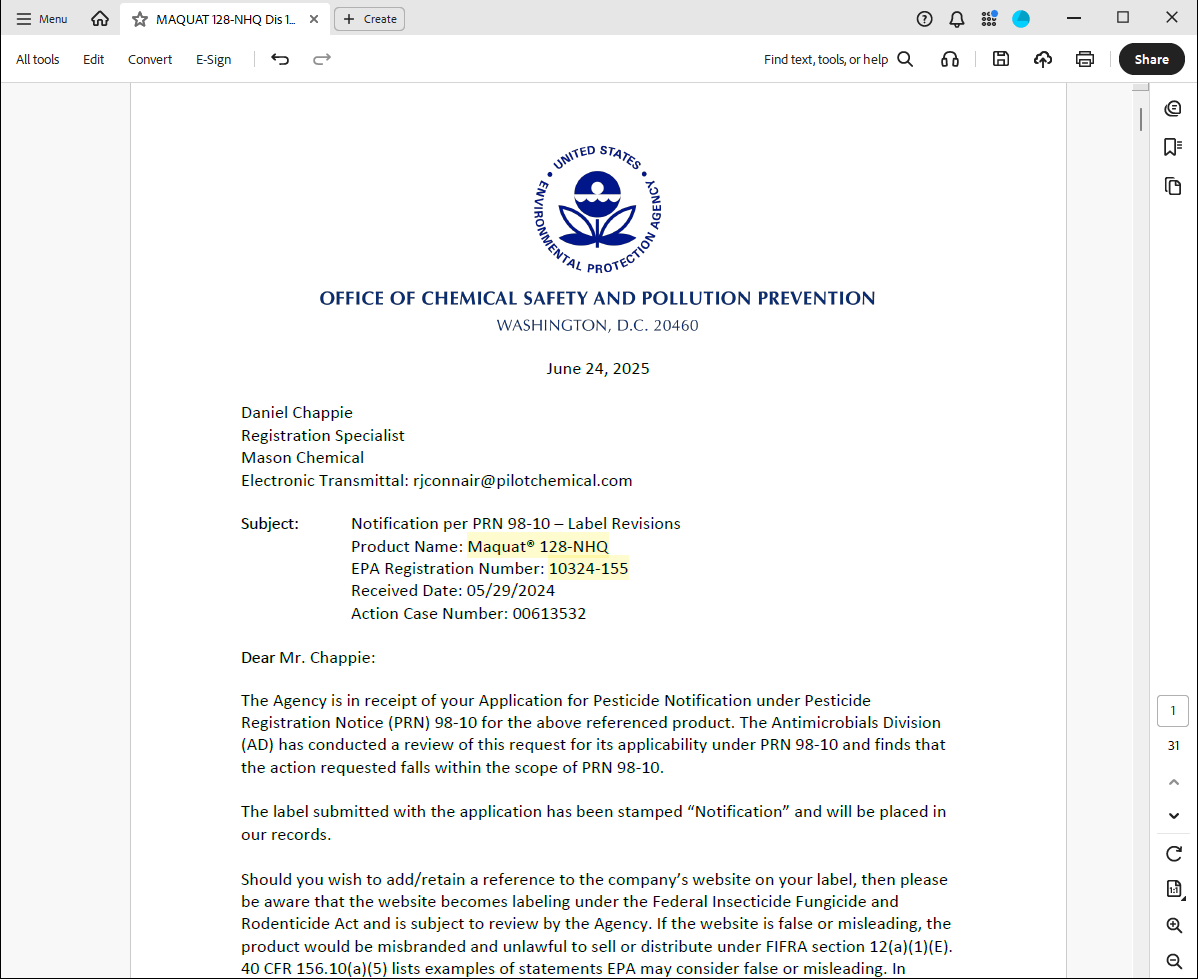 Menu
MAQUAT 128-NHQ Dis 1...
Create
All tools
Edit
Convert
E-Sign
Find text, tools, or help
Share
UNITED STATES
ENVIRONMENTAL PROTECTION AGENCY
OFFICE OF CHEMICAL SAFETY AND POLLUTION PREVENTION
WASHINGTON, D.C. 20460
June 24, 2025
Daniel Chappie
Registration Specialist
Mason Chemical
Electronic Transmittal: rjconnair@pilotchemical.com
Subject: Notification per PRN 98-10 – Label Revisions
Product Name: Maquat® 128-NHQ
EPA Registration Number: 10324-155
Received Date: 05/29/2024
Action Case Number: 00613532
Dear Mr. Chappie:
The Agency is in receipt of your Application for Pesticide Notification under Pesticide
Registration Notice (PRN) 98-10 for the above referenced product. The Antimicrobials Division
(AD) has conducted a review of this request for its applicability under PRN 98-10 and finds that
the action requested falls within the scope of PRN 98-10.
The label submitted with the application has been stamped “Notification” and will be placed in
our records.
Should you wish to add/retain a reference to the company’s website on your label, then please
be aware that the website becomes labeling under the Federal Insecticide Fungicide and
Rodenticide Act and is subject to review by the Agency. If the website is false or misleading, the
product would be misbranded and unlawful to sell or distribute under FIFRA section 12(a)(1)(E).
40 CFR 156.10(a)(5) lists examples of statements EPA may consider false or misleading. In
1
31
1:1